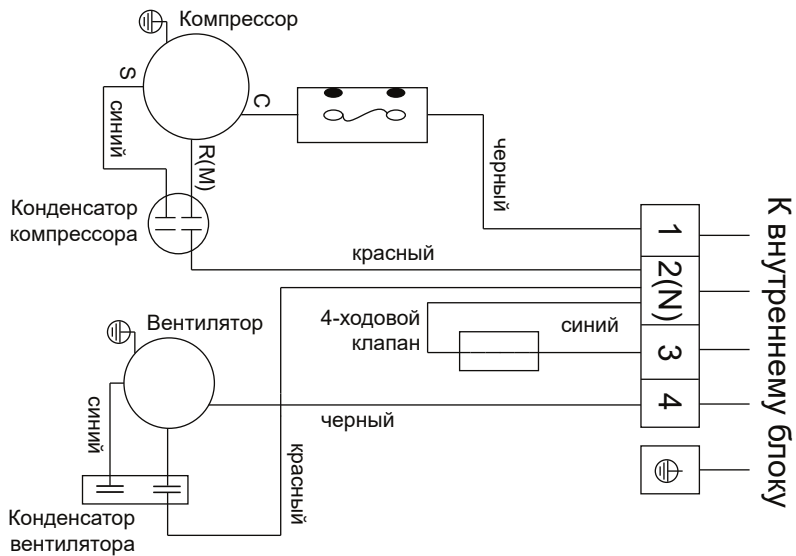 Компрессор
S
C
синий
R(M)
черный
Конденсатор
компрессора
красный
1
2(N)
3
4
К внутреннему блоку
Вентилятор
4-ходовой
клапан
синий
черный
синий
красный
Конденсатор
вентилятора